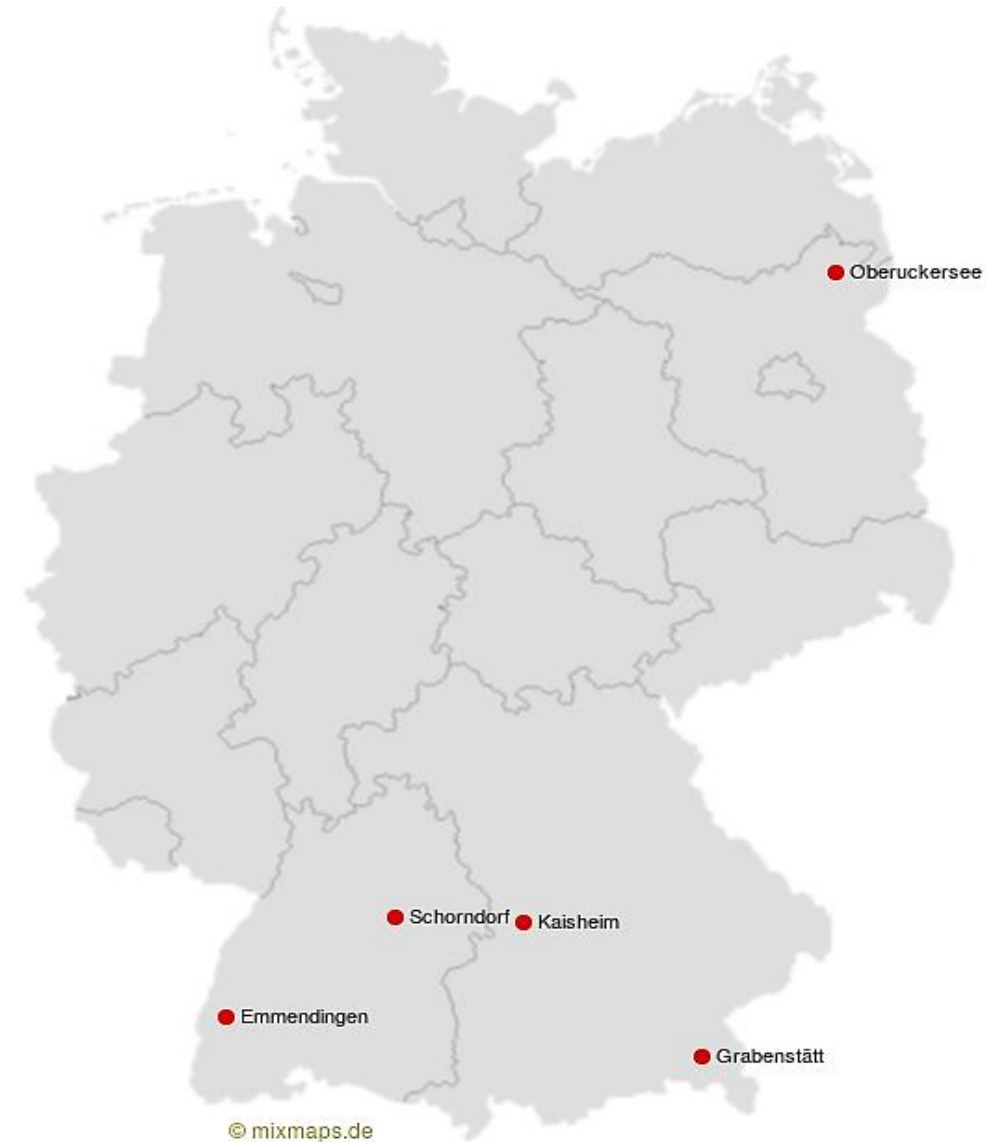 Oberuckersee
Schorndorf
Kaisheim
Emmendingen
Grabenstätt
© mixmaps.de